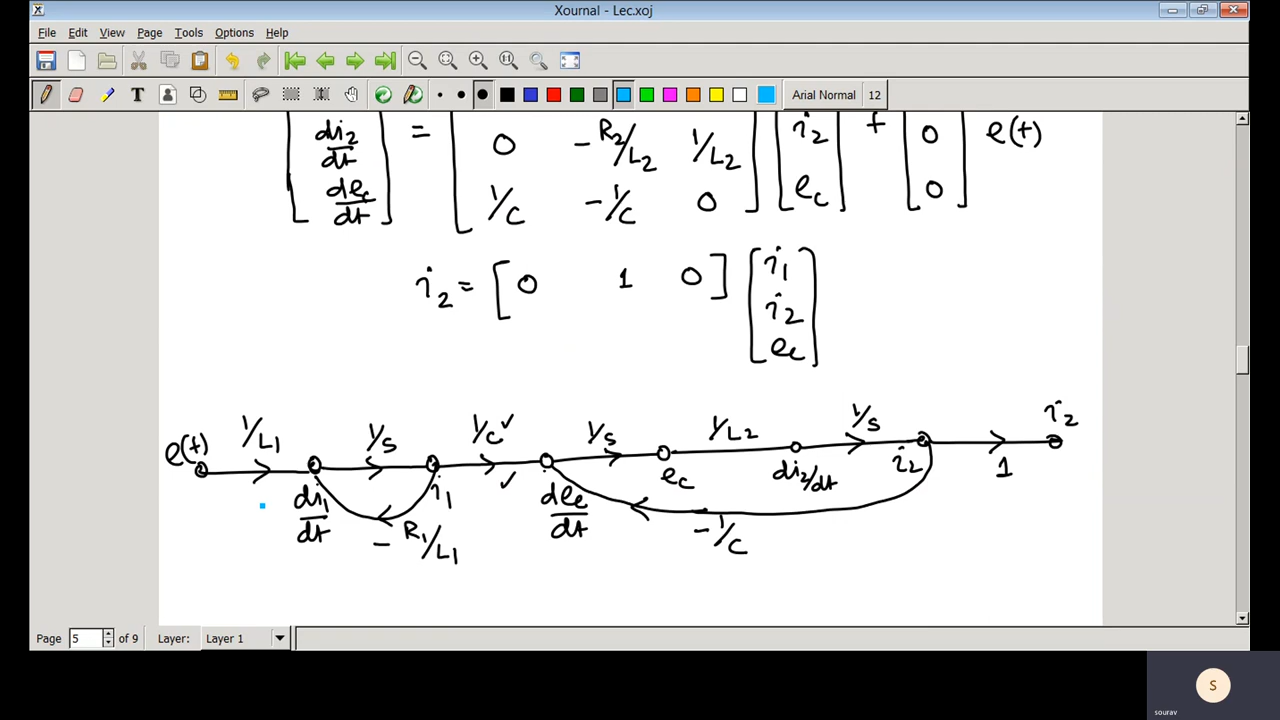 Xournal - Lec.xoj
File Edit View Page Tools Options Help
Arial Normal 12
di2/dt = 0 -R2/L2 1/L2 i2 + 0 e(t)
dec/dt 1/C -1/C 0 ec 0
i2 = [ 0 1 0 ] [ i1
i2
ec ]
e(t) 1/L1 1/s 1/C ✓ 1/s 1/L2 1/s i2
di1/dt i1 ✓ dec/dt ec di2/dt i2 1
- R1/L1 -1/C
Page 5 of 9 Layer: Layer 1
S
sourav